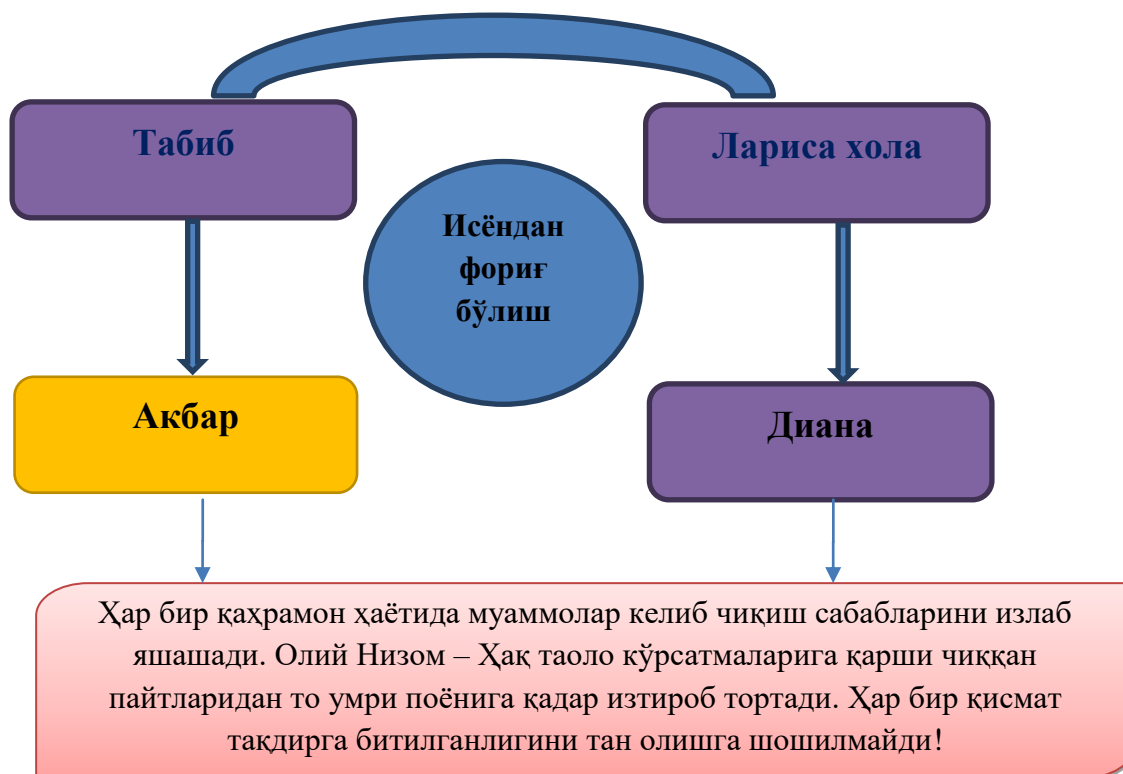 Табиб
Лариса хола
Исёндан
фориғ
бўлиш
Акбар
Диана
Ҳар бир қаҳрамон ҳаётида муаммолар келиб чиқиш сабабларини излаб
яшашади. Олий Низом – Ҳақ таоло кўрсатмаларига қарши чиққан
пайтларидан то умри поёнига қадар изтироб тортади. Ҳар бир қисмат
тақдирга битилганлигини тан олишга шошилмайди!